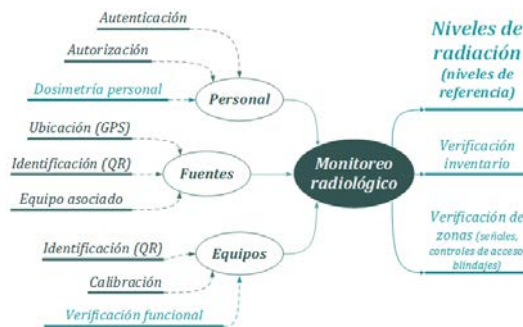 Autenticación
Autorización
Dosimetría personal
Personal
Ubicación (GPS)
Identificación (QR)
Equipo asociado
Fuentes
Identificación (QR)
Calibración
Verificación funcional
Equipos
Monitoreo
radiológico
Niveles de
radiación
(niveles de
referencia)
Verificación
inventario
Verificación de
zonas (señales,
controles de acceso
blindajes)